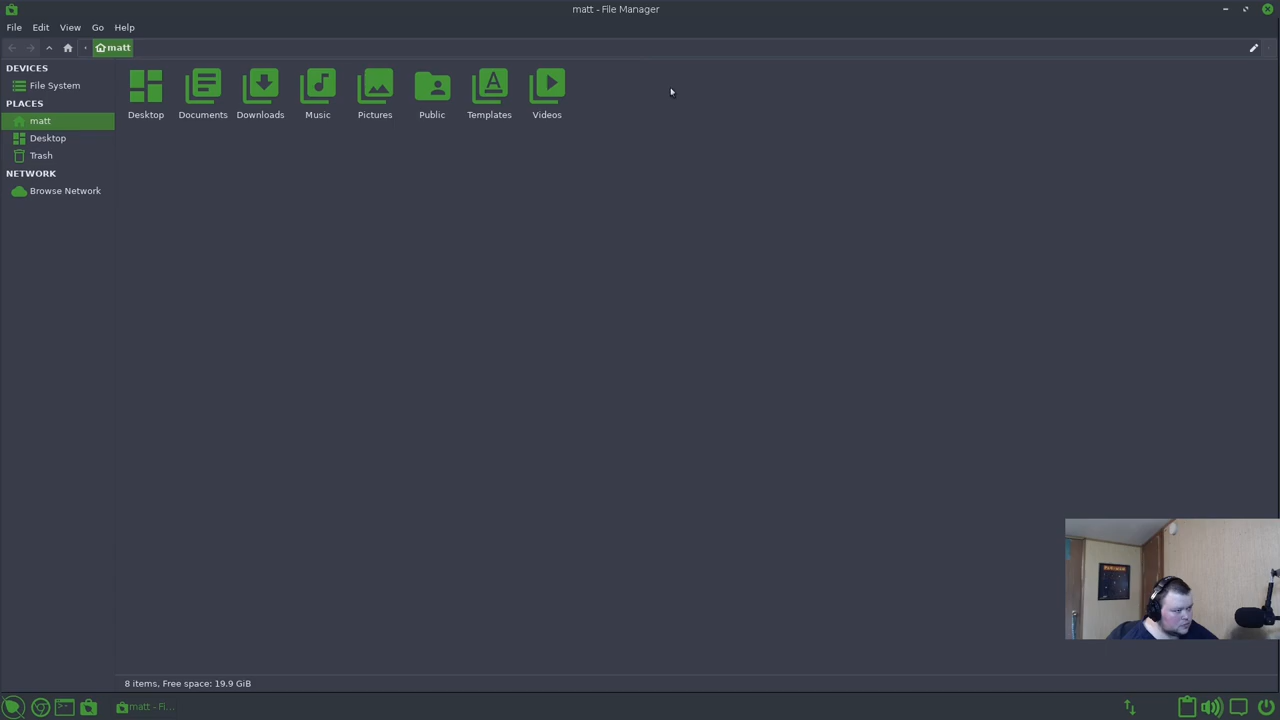 matt - File Manager
File Edit View Go Help
matt
DEVICES
File System
PLACES
matt
Desktop
Trash
NETWORK
Browse Network
Desktop Documents Downloads Music Pictures Public Templates Videos
8 items, Free space: 19.9 GiB
matt - Fi...